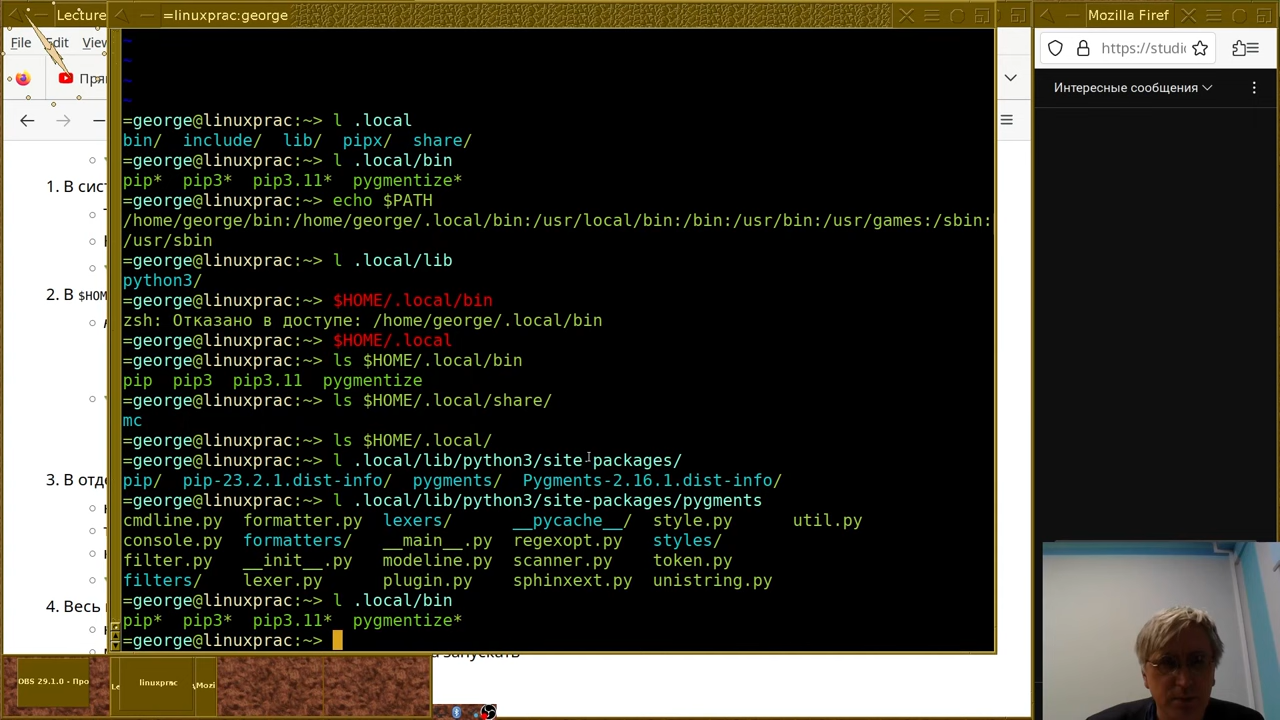 Lecture
=linuxprac:george
Mozilla Firef
File Edit View
https://studi
Интересные сообщения
1. В сист
2. В $HOM
3. В отде
4. Весь
~
~
~
~
=george@linuxprac:~> l .local
bin/ include/ lib/ pipx/ share/
=george@linuxprac:~> l .local/bin
pip* pip3* pip3.11* pygmentize*
=george@linuxprac:~> echo $PATH
/home/george/bin:/home/george/.local/bin:/usr/local/bin:/bin:/usr/bin:/usr/games:/sbin:
/usr/sbin
=george@linuxprac:~> l .local/lib
python3/
=george@linuxprac:~> $HOME/.local/bin
zsh: Отказано в доступе: /home/george/.local/bin
=george@linuxprac:~> $HOME/.local
=george@linuxprac:~> ls $HOME/.local/bin
pip pip3 pip3.11 pygmentize
=george@linuxprac:~> ls $HOME/.local/share/
mc
=george@linuxprac:~> ls $HOME/.local/
=george@linuxprac:~> l .local/lib/python3/site-packages/
pip/ pip-23.2.1.dist-info/ pygments/ Pygments-2.16.1.dist-info/
=george@linuxprac:~> l .local/lib/python3/site-packages/pygments
cmdline.py formatter.py lexers/ __pycache__/ style.py util.py
console.py formatters/ __main__.py regexopt.py styles/
filter.py __init__.py modeline.py scanner.py token.py
filters/ lexer.py plugin.py sphinxext.py unistring.py
=george@linuxprac:~> l .local/bin
pip* pip3* pip3.11* pygmentize*
=george@linuxprac:~>
запускать
OBS 29.1.0 - Про
linuxprac
Mozi